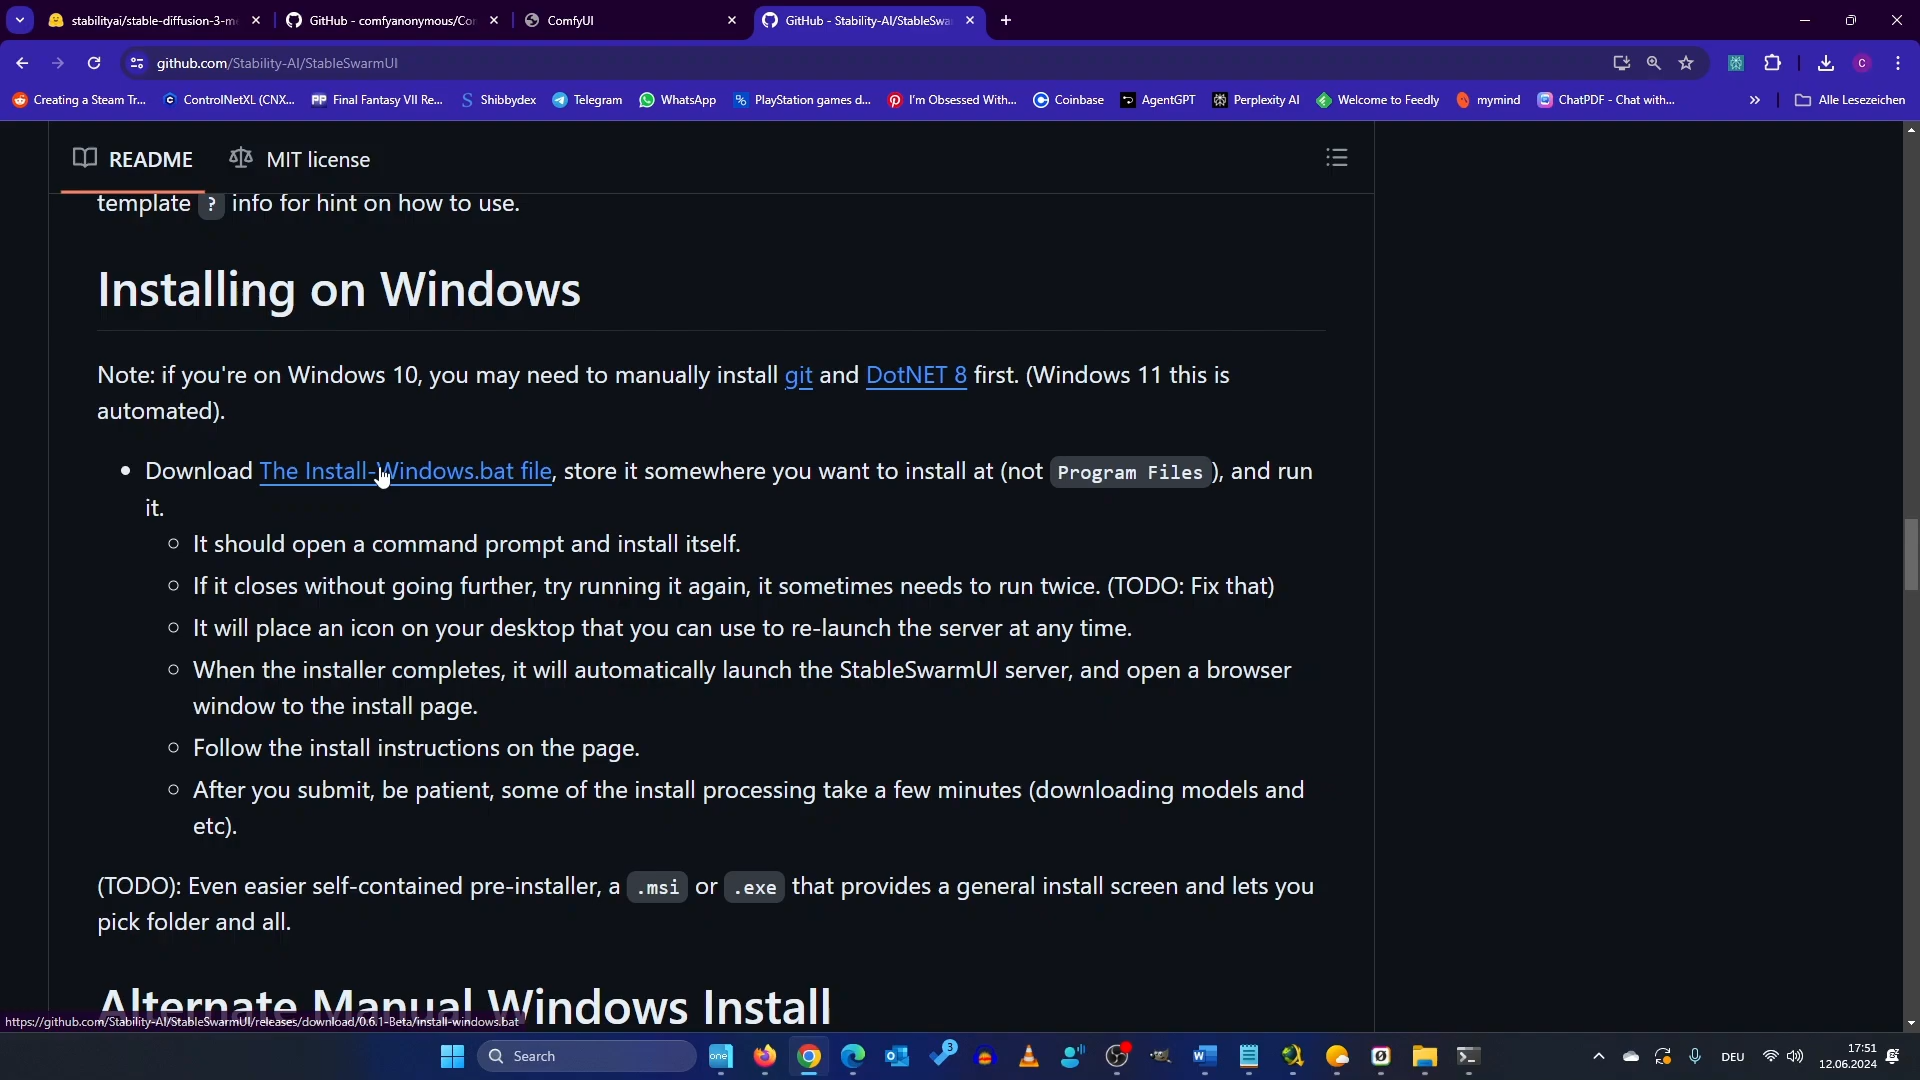 stabilityai/stable-diffusion-3-me
GitHub - comfyanonymous/Co
ComfyUI
GitHub - Stability-AI/StableSwa
github.com/Stability-AI/StableSwarmUI
Creating a Steam Tr...
ControlNetXL (CNX...
Final Fantasy VII Re...
Shibbydex
Telegram
WhatsApp
PlayStation games d...
I'm Obsessed With...
Coinbase
AgentGPT
Perplexity AI
Welcome to Feedly
mymind
ChatPDF - Chat with...
Alle Lesezeichen
README
MIT license
template ? info for hint on how to use.
Installing on Windows
Note: if you're on Windows 10, you may need to manually install git and DotNET 8 first. (Windows 11 this is
automated).
• Download The Install-Windows.bat file, store it somewhere you want to install at (not Program Files), and run
it.
○ It should open a command prompt and install itself.
○ If it closes without going further, try running it again, it sometimes needs to run twice. (TODO: Fix that)
○ It will place an icon on your desktop that you can use to re-launch the server at any time.
○ When the installer completes, it will automatically launch the StableSwarmUI server, and open a browser
window to the install page.
○ Follow the install instructions on the page.
○ After you submit, be patient, some of the install processing take a few minutes (downloading models and
etc).
(TODO): Even easier self-contained pre-installer, a .msi or .exe that provides a general install screen and lets you
pick folder and all.
Alternate Manual Windows Install
https://github.com/Stability-AI/StableSwarmUI/releases/download/0.6.1-Beta/install-windows.bat
Search
one
3
DEU
17:51
12.06.2024